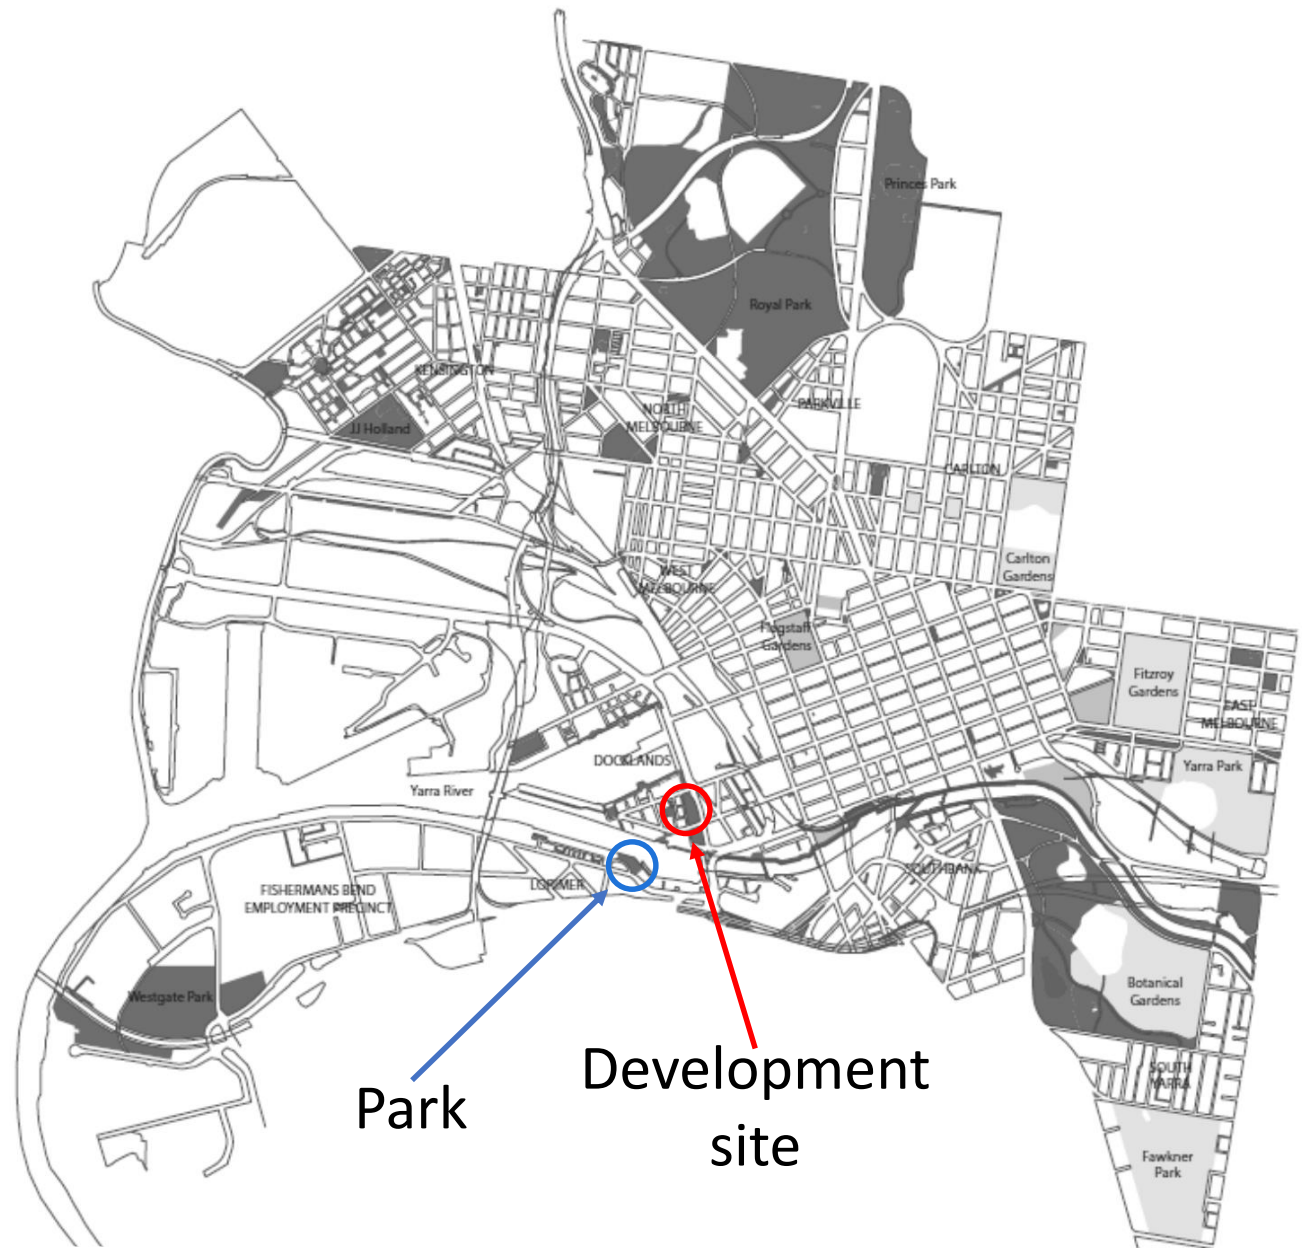 Princes Park
Royal Park
KENSINGTON
JJ Holland
NORTH
MELBOURNE
PARKVILLE
CARLTON
Carlton
Gardens
WEST
MELBOURNE
Flagstaff
Gardens
Fitzroy
Gardens
EAST
MELBOURNE
DOCKLANDS
Yarra Park
Yarra River
SOUTHBANK
LORIMER
FISHERMANS BEND
EMPLOYMENT PRECINCT
Westgate Park
Botanical
Gardens
SOUTH
YARRA
Park
Development
site
Fawkner
Park